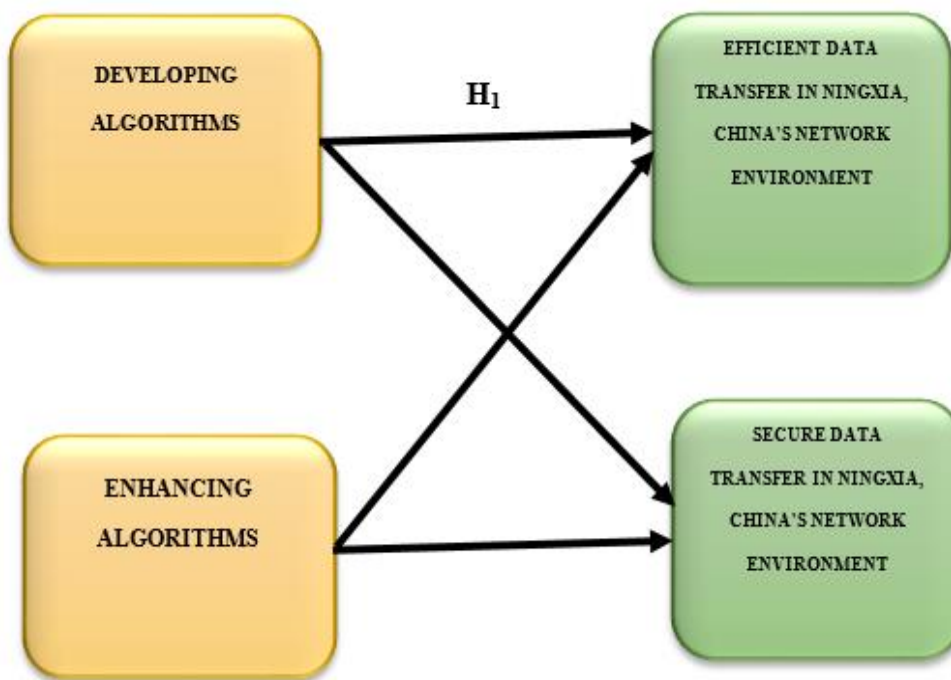 DEVELOPING
ALGORITHMS
H₁
EFFICIENT DATA
TRANSFER IN NINGXIA,
CHINA'S NETWORK
ENVIRONMENT
ENHANCING
ALGORITHMS
SECURE DATA
TRANSFER IN NINGXIA,
CHINA'S NETWORK
ENVIRONMENT